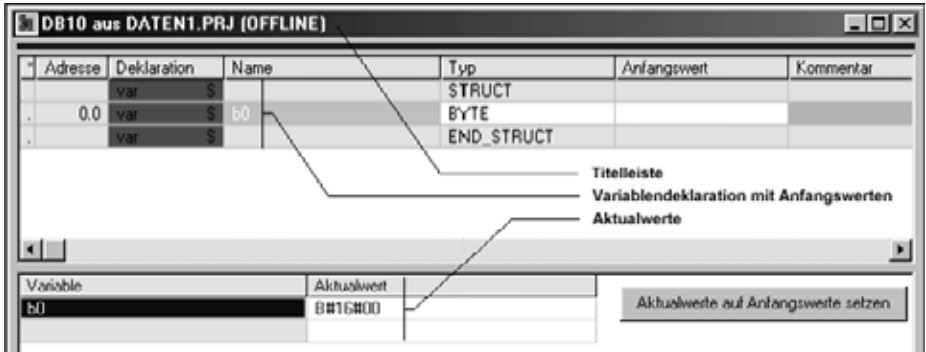 DB10 aus DATEN1.PRJ (OFFLINE)
* Adresse Deklaration Name Typ Anfangswert Kommentar
var $ STRUCT
. 0.0 var $ b0 BYTE
. var $ END_STRUCT
Titelleiste
Variablendeklaration mit Anfangswerten
Aktualwerte
Variable Aktualwert
b0 B#16#00
Aktualwerte auf Anfangswerte setzen